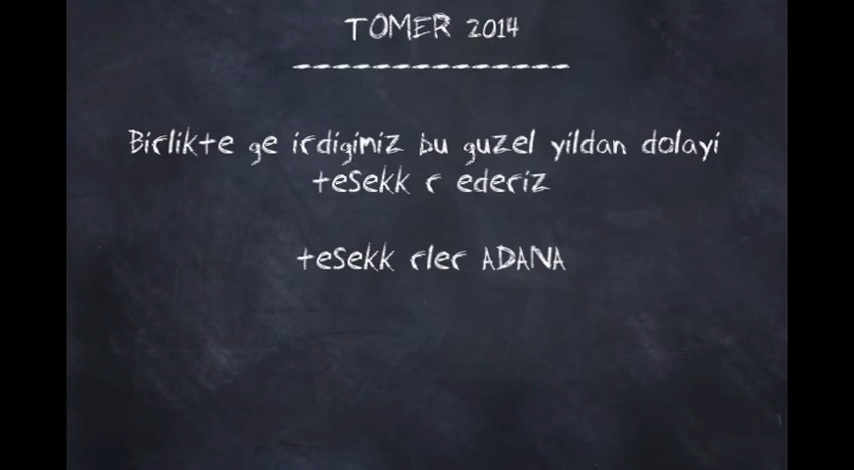 TOMER 2014
--------------
Birlikte ge irdigimiz bu guzel yildan dolayi
tesekk r ederiz
tesekk rler ADANA